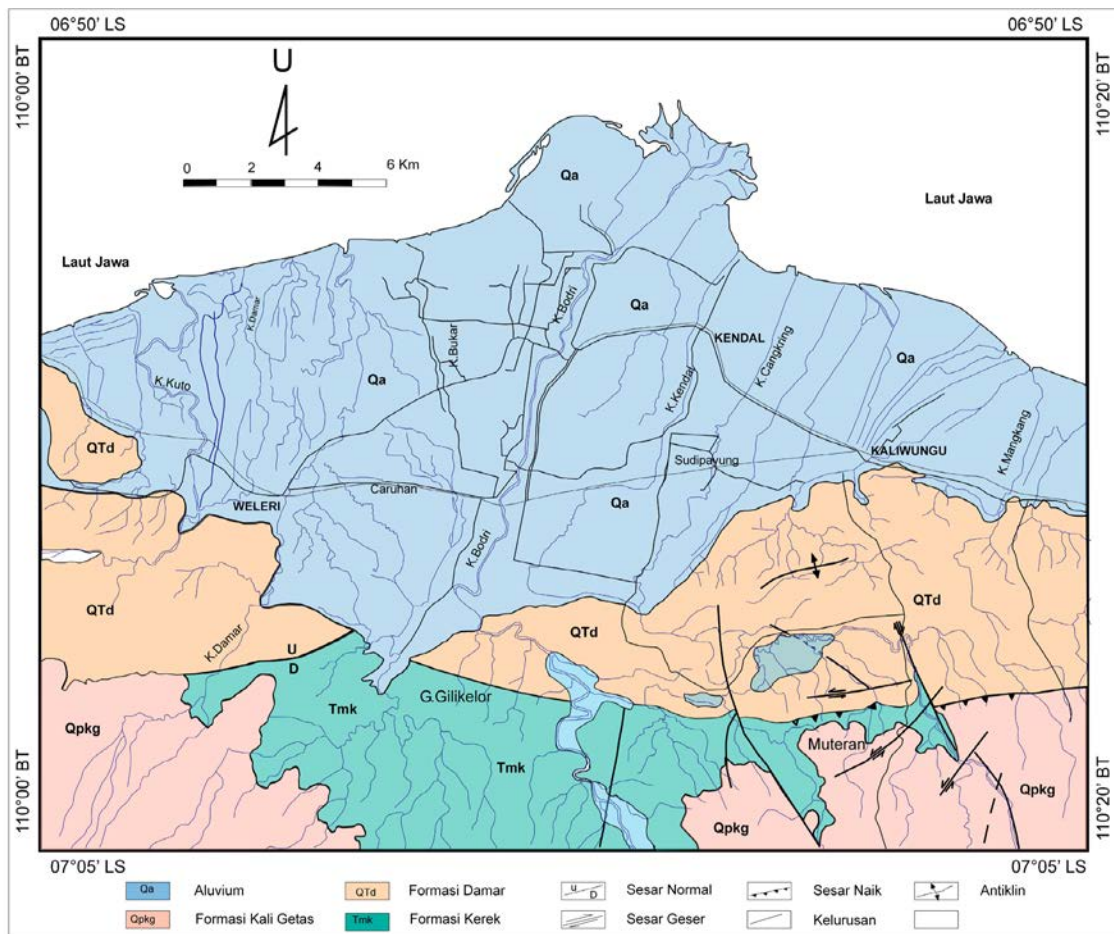 06°50' LS
06°50' LS
110°00' BT
110°20' BT
U
0 2 4 6 Km
Qa
Laut Jawa
Laut Jawa
K.Damar
K.Bukar
K.Bodri
Qa
KENDAL
K.Cangkring
Qa
K.Kuto
Qa
K.Kendal
K.Mangkang
QTd
Sudipayung
KALIWUNGU
WELERI
Caruhan
Qa
K.Bodri
QTd
K.Damar
QTd
QTd
U
D
G.Gilikelor
Qpkg
Tmk
Muteran
Tmk
Qpkg
Qpkg
110°00' BT
110°20' BT
07°05' LS
07°05' LS
Qa Aluvium
QTd Formasi Damar
U
D
Sesar Normal
Sesar Naik
Antiklin
Qpkg Formasi Kali Getas
Tmk Formasi Kerek
Sesar Geser
Kelurusan